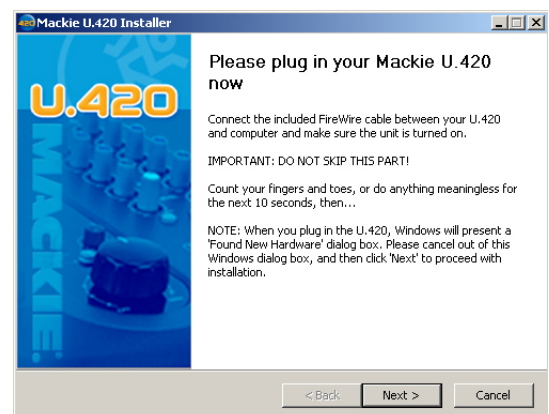 Mackie U.420 Installer
U.420
MACKIE.
Please plug in your Mackie U.420
now
Connect the included FireWire cable between your U.420
and computer and make sure the unit is turned on.
IMPORTANT: DO NOT SKIP THIS PART!
Count your fingers and toes, or do anything meaningless for
the next 10 seconds, then...
NOTE: When you plug in the U.420, Windows will present a
'Found New Hardware' dialog box. Please cancel out of this
Windows dialog box, and then click 'Next' to proceed with
installation.
< Back
Next >
Cancel